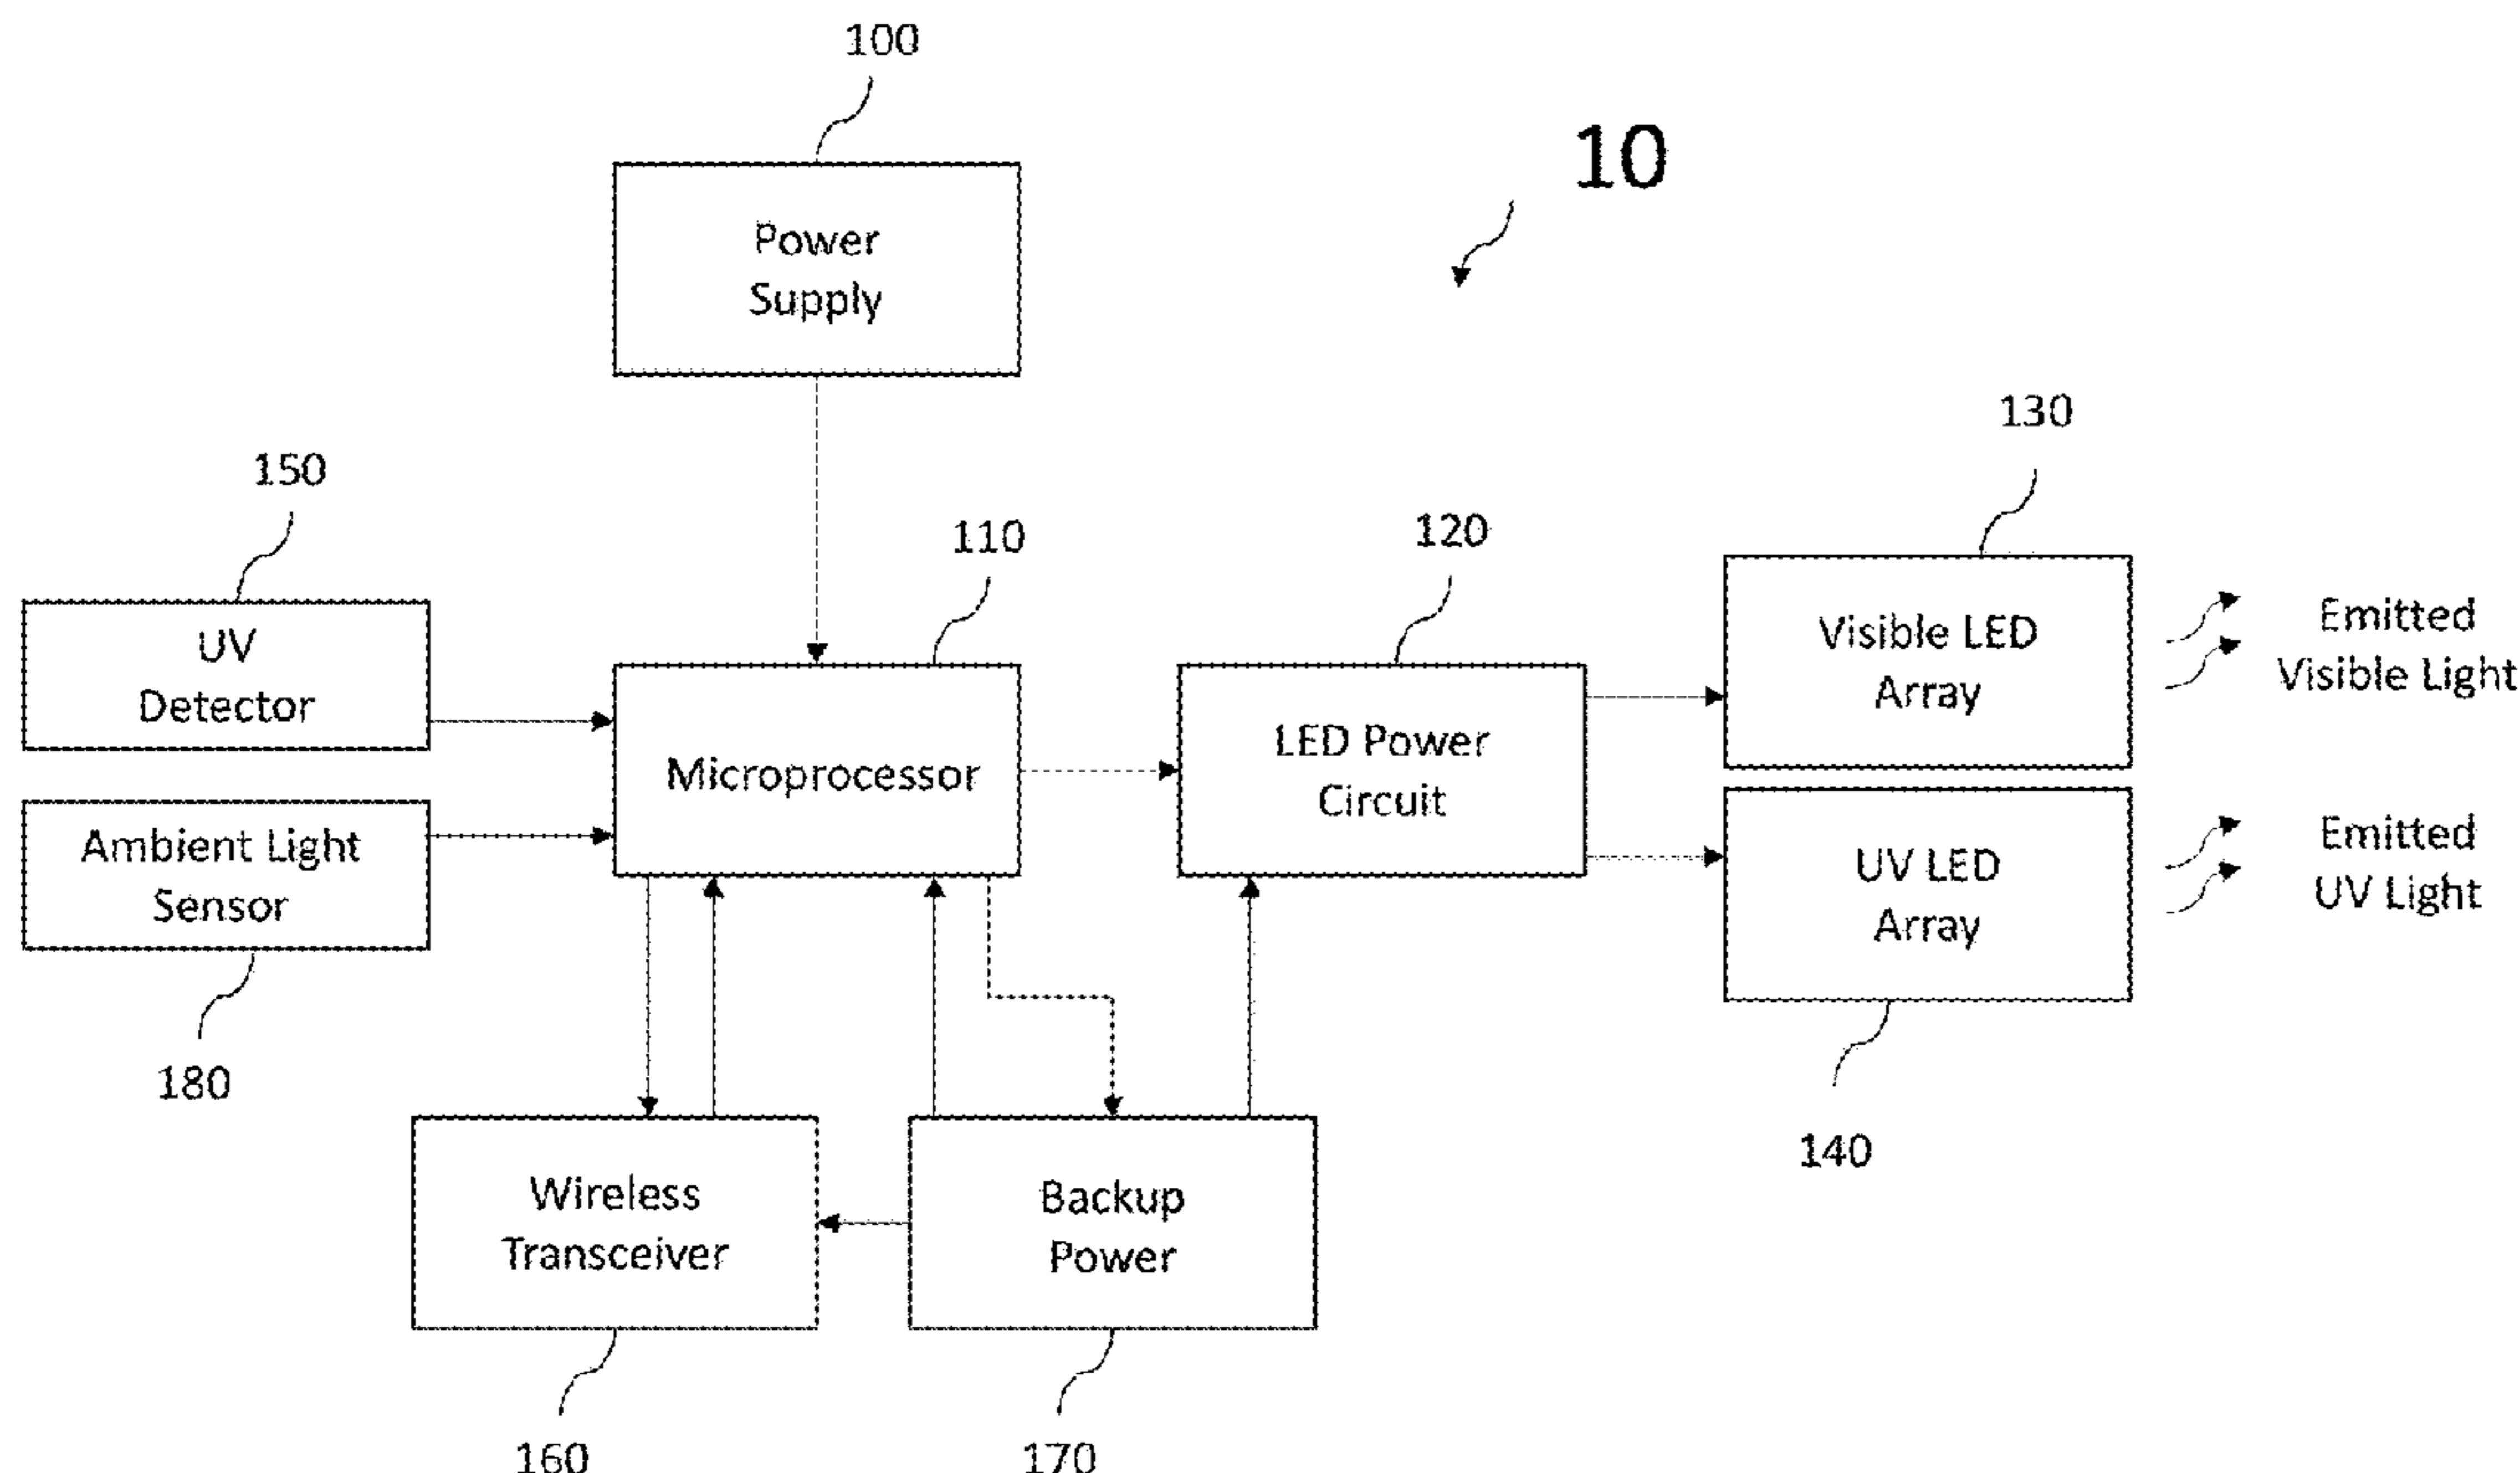 100
10
Power
Supply
130
150
110
120
UV
Detector
Microprocessor
LED Power
Circuit
Visible LED
Array
Emitted
Visible Light
Ambient Light
Sensor
UV LED
Array
Emitted
UV Light
180
140
Wireless
Transceiver
Backup
Power
160
170